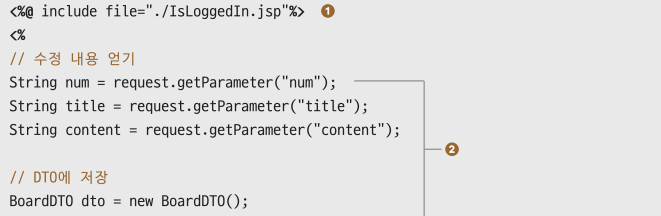 <%@ include file="./IsLoggedIn.jsp"%> ❶
<%
// 수정 내용 얻기
String num = request.getParameter("num");
String title = request.getParameter("title");
String content = request.getParameter("content");
❷
// DTO에 저장
BoardDTO dto = new BoardDTO();